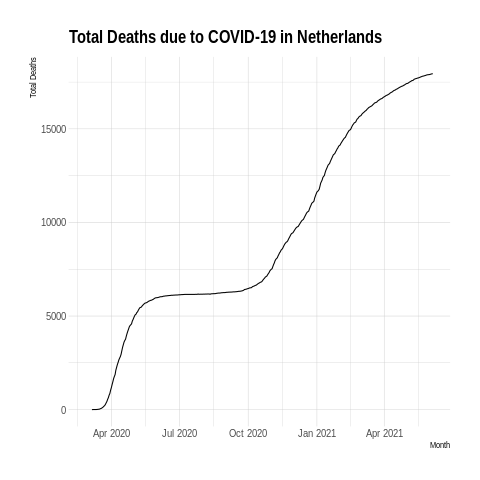 Total Deaths due to COVID-19 in Netherlands
Total Deaths
15000
10000
5000
0
Apr 2020 Jul 2020 Oct 2020 Jan 2021 Apr 2021
Month